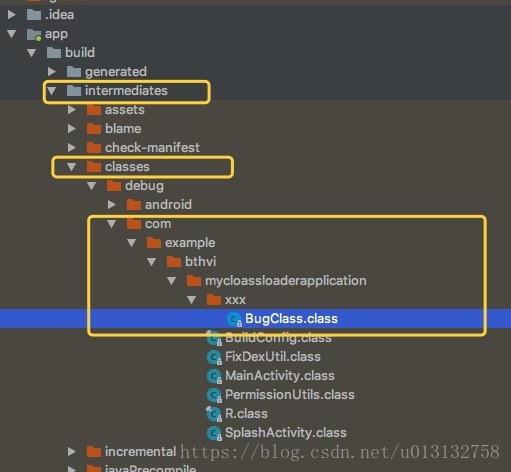 .idea
app
build
generated
intermediates
assets
blame
check-manifest
classes
debug
android
com
example
bthvi
mycloassloaderapplication
xxx
BugClass.class
BuildConfig.class
FixDexUtil.class
MainActivity.class
PermissionUtils.class
R.class
SplashActivity.class
incremental
https://blog.csdn.net/u013132758
javaPrecompile